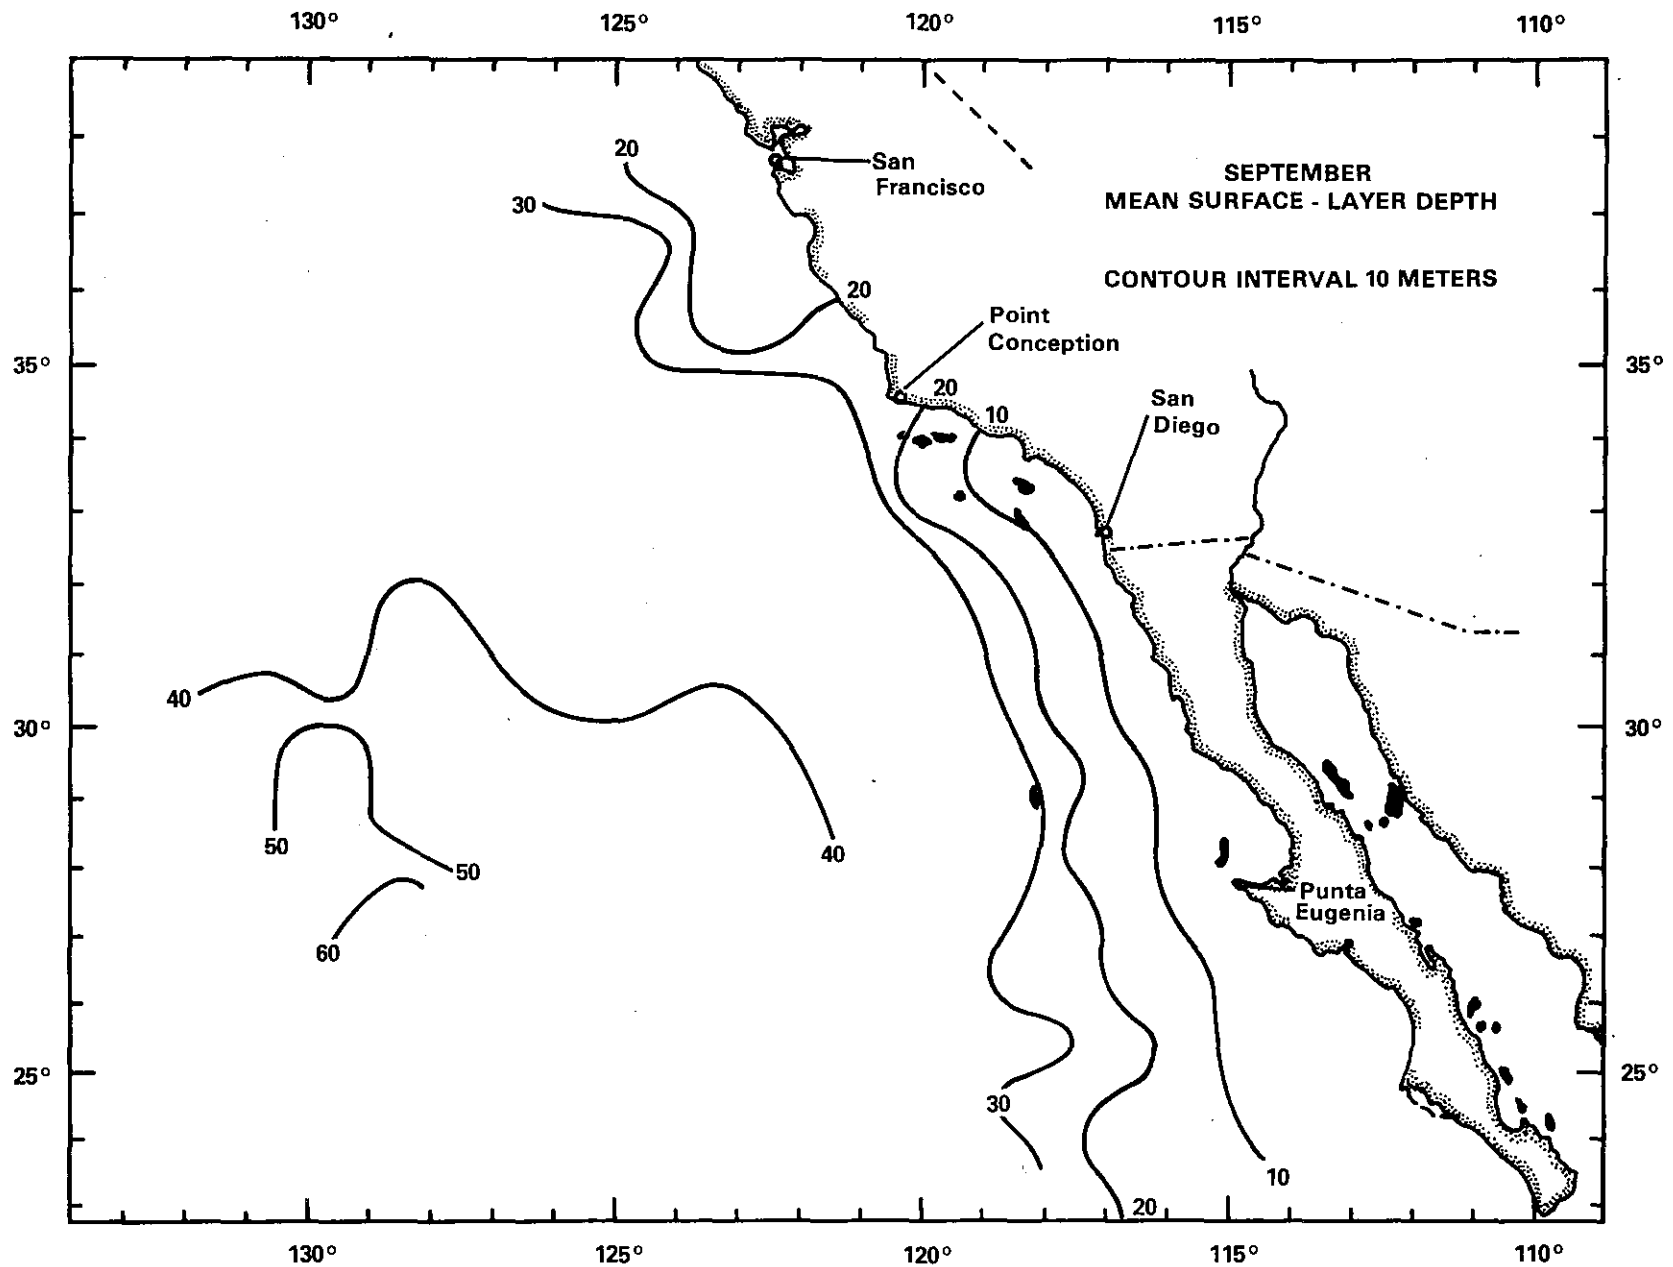 130° 125° 120° 115° 110°
20
San
Francisco
SEPTEMBER
MEAN SURFACE - LAYER DEPTH
30
CONTOUR INTERVAL 10 METERS
20
Point
Conception
35° 35°
20
San
Diego
10
40
30° 30°
50
40
50
Punta
Eugenia
60
25° 25°
30
10
20
130° 125° 120° 115° 110°